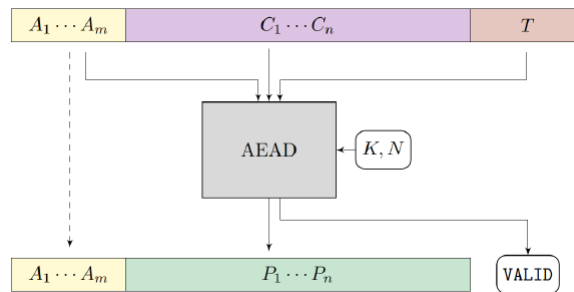 A₁ ⋯ Aₘ C₁ ⋯ Cₙ T
AEAD
K, N
A₁ ⋯ Aₘ P₁ ⋯ Pₙ VALID